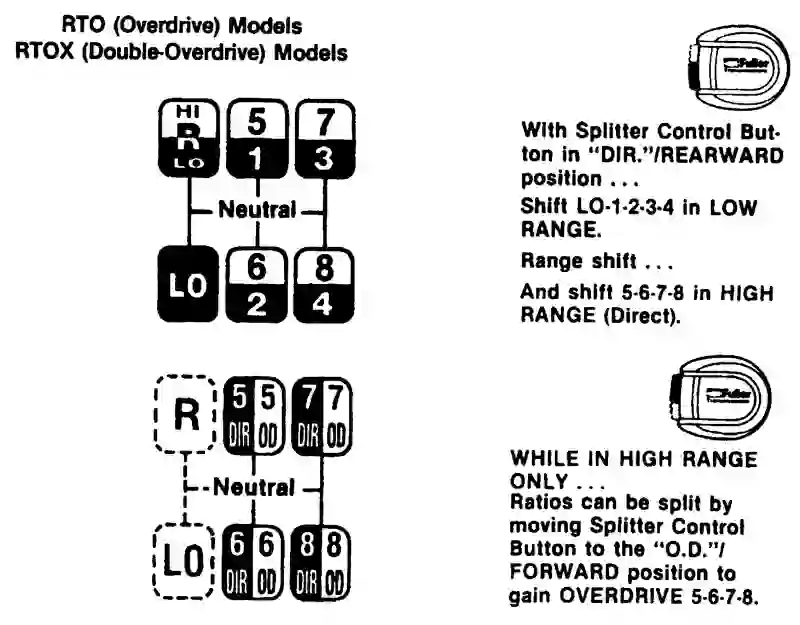 RTO (Overdrive) Models
RTOX (Double-Overdrive) Models
HI
R
LO
5
1
7
3
Neutral
LO
6
2
8
4
Fuller
With Splitter Control But-
ton in “DIR.”/REARWARD
position ...
Shift LO-1-2-3-4 in LOW
RANGE.
Range shift ...
And shift 5-6-7-8 in HIGH
RANGE (Direct).
R
5 5
DIR OD
7 7
DIR OD
Neutral
LO
6 6
DIR OD
8 8
DIR OD
Fuller
WHILE IN HIGH RANGE
ONLY ...
Ratios can be split by
moving Splitter Control
Button to the “O.D.”/
FORWARD position to
gain OVERDRIVE 5-6-7-8.